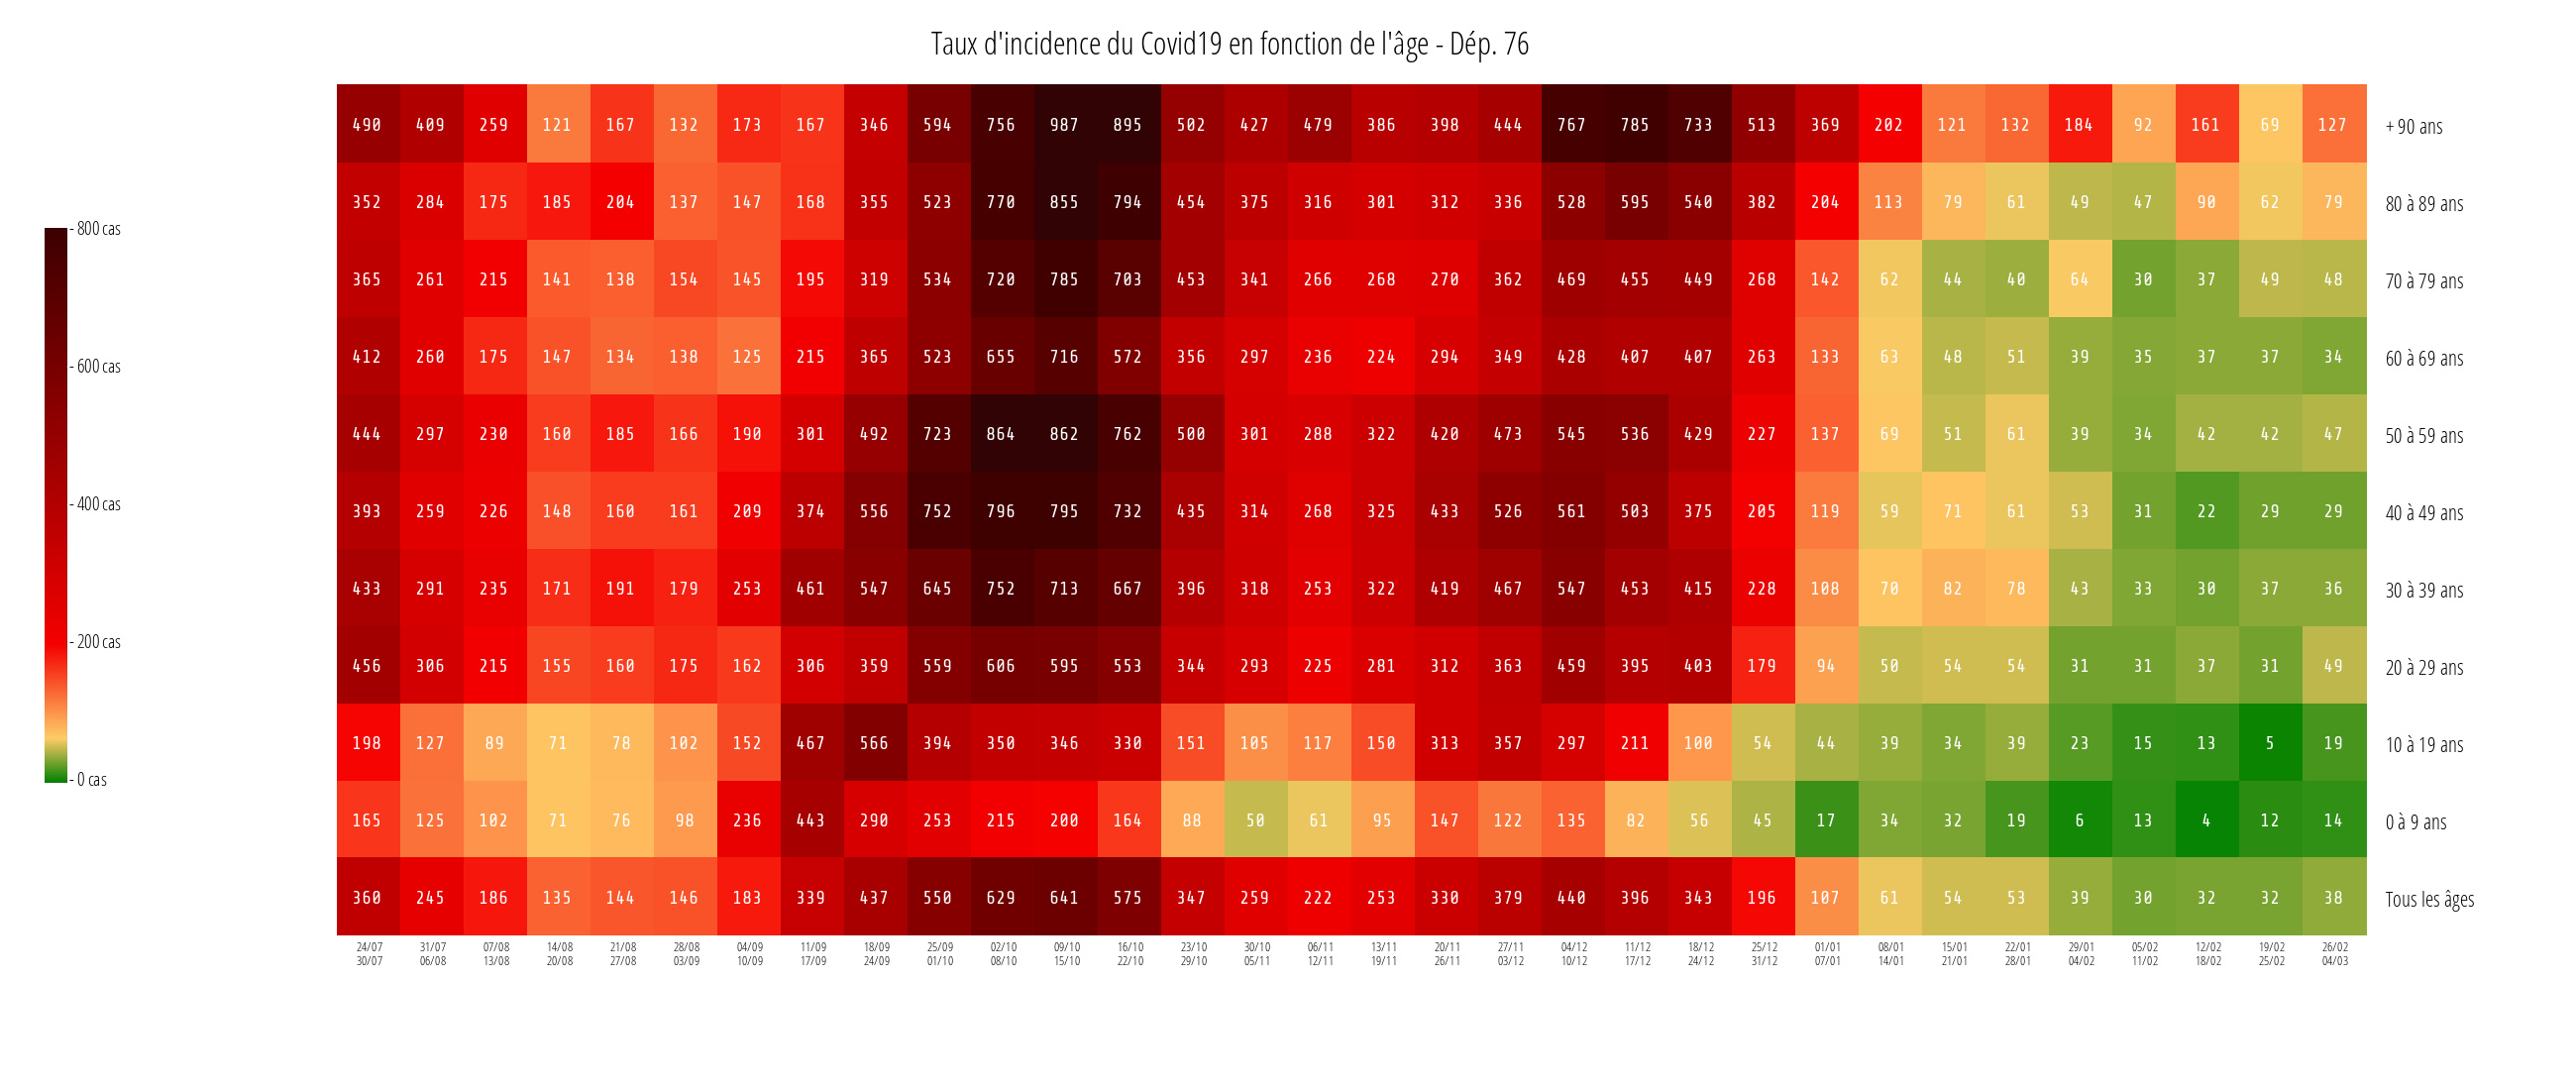 Taux d'incidence du Covid19 en fonction de l'âge - Dép. 76
490 409 259 121 167 132 173 167 346 594 756 987 895 502 427 479 386 398 444 767 785 733 513 369 202 121 132 184 92 161 69 127 + 90 ans
352 284 175 185 204 137 147 168 355 523 770 855 794 454 375 316 301 312 336 528 595 540 382 204 113 79 61 49 47 90 62 79 80 à 89 ans
365 261 215 141 138 154 145 195 319 534 720 785 703 453 341 266 268 270 362 469 455 449 268 142 62 44 40 64 30 37 49 48 70 à 79 ans
412 260 175 147 134 138 125 215 365 523 655 716 572 356 297 236 224 294 349 428 407 407 263 133 63 48 51 39 35 37 37 34 60 à 69 ans
444 297 230 160 185 166 190 301 492 723 864 862 762 500 301 288 322 420 473 545 536 429 227 137 69 51 61 39 34 42 42 47 50 à 59 ans
393 259 226 148 160 161 209 374 556 752 796 795 732 435 314 268 325 433 526 561 503 375 205 119 59 71 61 53 31 22 29 29 40 à 49 ans
433 291 235 171 191 179 253 461 547 645 752 713 667 396 318 253 322 419 467 547 453 415 228 108 70 82 78 43 33 30 37 36 30 à 39 ans
456 306 215 155 160 175 162 306 359 559 606 595 553 344 293 225 281 312 363 459 395 403 179 94 50 54 54 31 31 37 31 49 20 à 29 ans
198 127 89 71 78 102 152 467 566 394 350 346 330 151 105 117 150 313 357 297 211 100 54 44 39 34 39 23 15 13 5 19 10 à 19 ans
165 125 102 71 76 98 236 443 290 253 215 200 164 88 50 61 95 147 122 135 82 56 45 17 34 32 19 6 13 4 12 14 0 à 9 ans
360 245 186 135 144 146 183 339 437 550 629 641 575 347 259 222 253 330 379 440 396 343 196 107 61 54 53 39 30 32 32 38 Tous les âges
24/07 31/07 07/08 14/08 21/08 28/08 04/09 11/09 18/09 25/09 02/10 09/10 16/10 23/10 30/10 06/11 13/11 20/11 27/11 04/12 11/12 18/12 25/12 01/01 08/01 15/01 22/01 29/01 05/02 12/02 19/02 26/02
30/07 06/08 13/08 20/08 27/08 03/09 10/09 17/09 24/09 01/10 08/10 15/10 22/10 29/10 05/11 12/11 19/11 26/11 03/12 10/12 17/12 24/12 31/12 07/01 14/01 21/01 28/01 04/02 11/02 18/02 25/02 04/03
- 800 cas
- 600 cas
- 400 cas
- 200 cas
- 0 cas